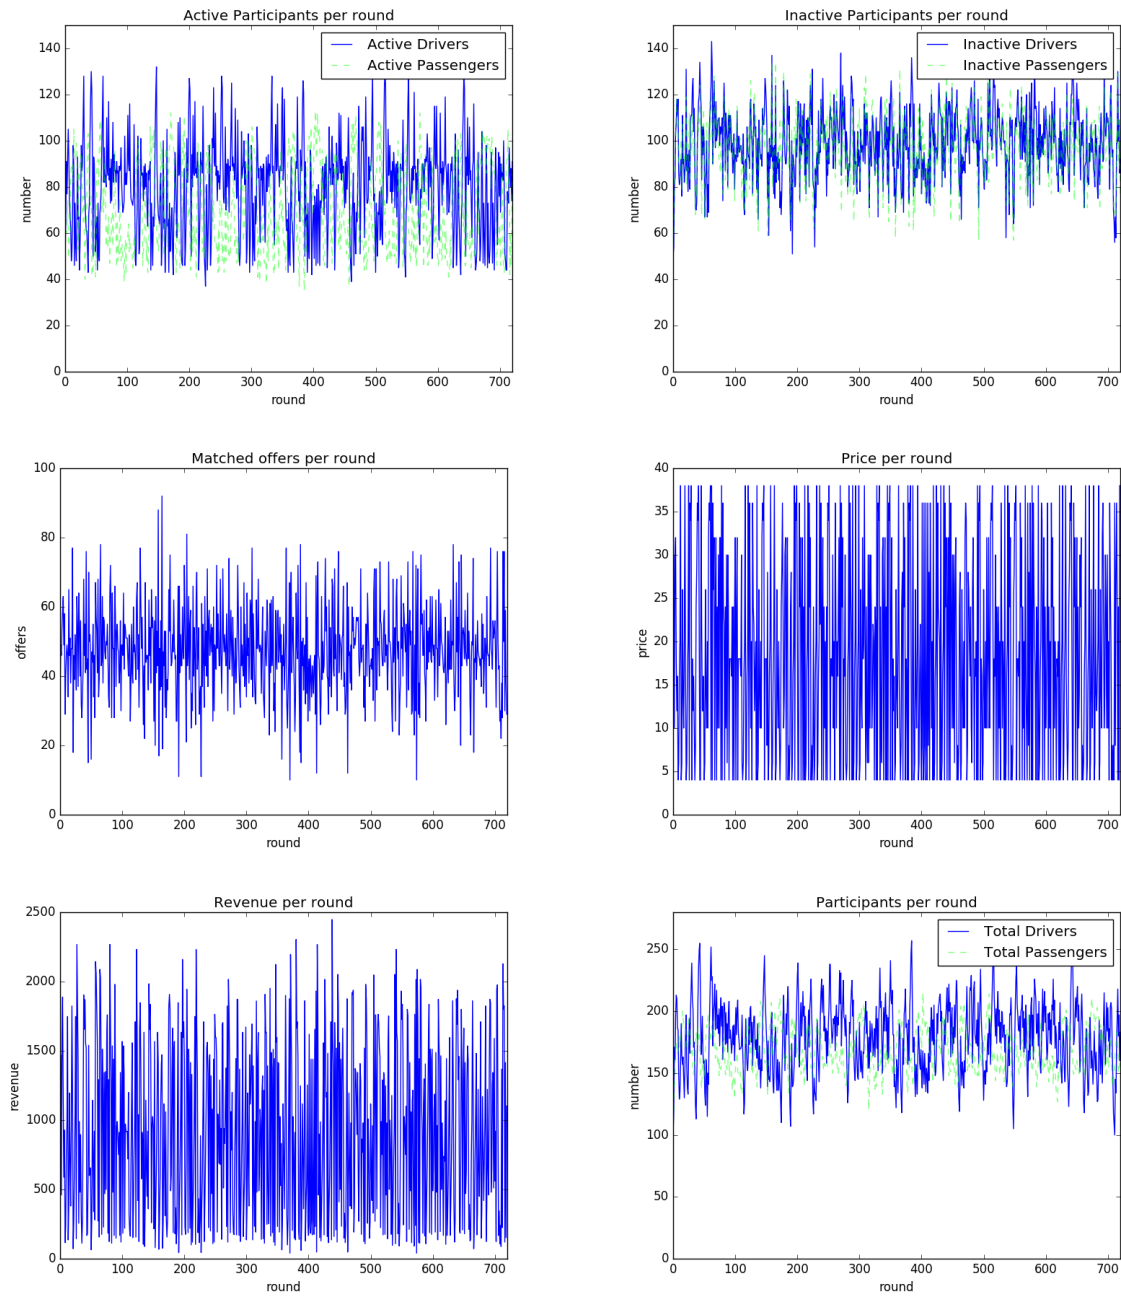 Active Participants per round
140
120
100
80
60
40
20
0
number
Active Drivers
Active Passengers
0 100 200 300 400 500 600 700
round
Inactive Participants per round
140
120
100
80
60
40
20
0
number
Inactive Drivers
Inactive Passengers
0 100 200 300 400 500 600 700
round
Matched offers per round
100
80
60
40
20
0
offers
0 100 200 300 400 500 600 700
round
Price per round
40
35
30
25
20
15
10
5
0
price
0 100 200 300 400 500 600 700
round
Revenue per round
2500
2000
1500
1000
500
0
revenue
0 100 200 300 400 500 600 700
round
Participants per round
250
200
150
100
50
0
number
Total Drivers
Total Passengers
0 100 200 300 400 500 600 700
round